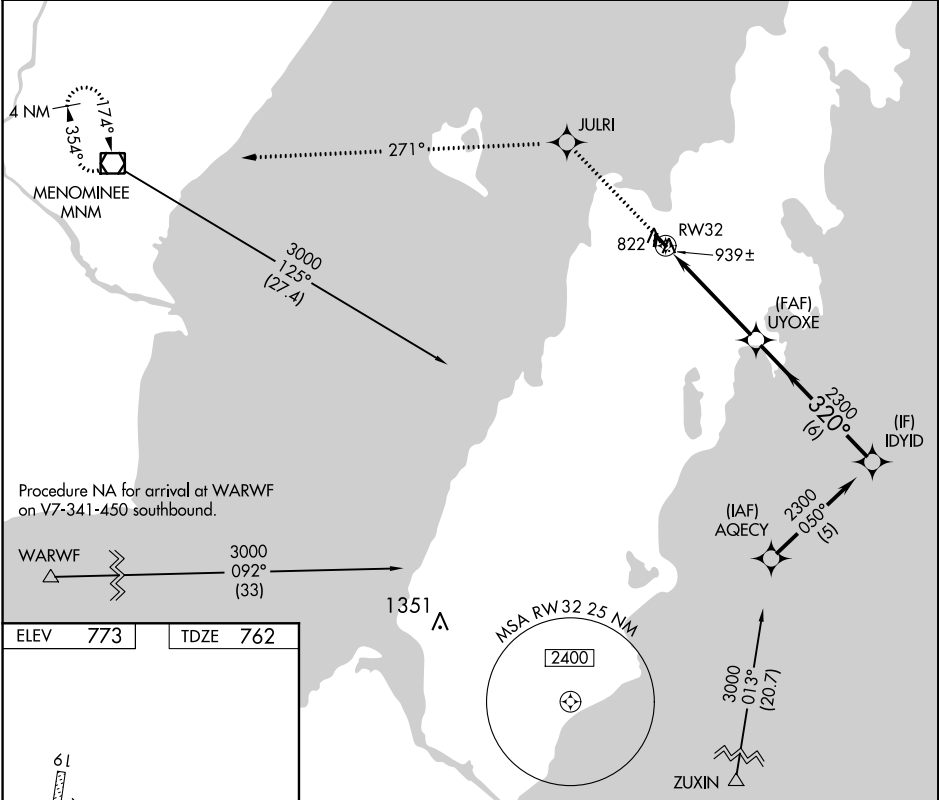 JULRI
4 NM
174°
354°
271°
MENOMINEE
MNM
RW32
822
939±
3000
125°
(27.4)
(FAF)
UYOXE
2300
320°
(6)
(IF)
IDYID
Procedure NA for arrival at WARWF
on V7-341-450 southbound.
(IAF)
AQECY
2300
050°
(5)
WARWF
3000
092°
(33)
1351
MSA RW32 25 NM
2400
ELEV 773
TDZE 762
3000
013°
(20.7)
19
ZUXIN